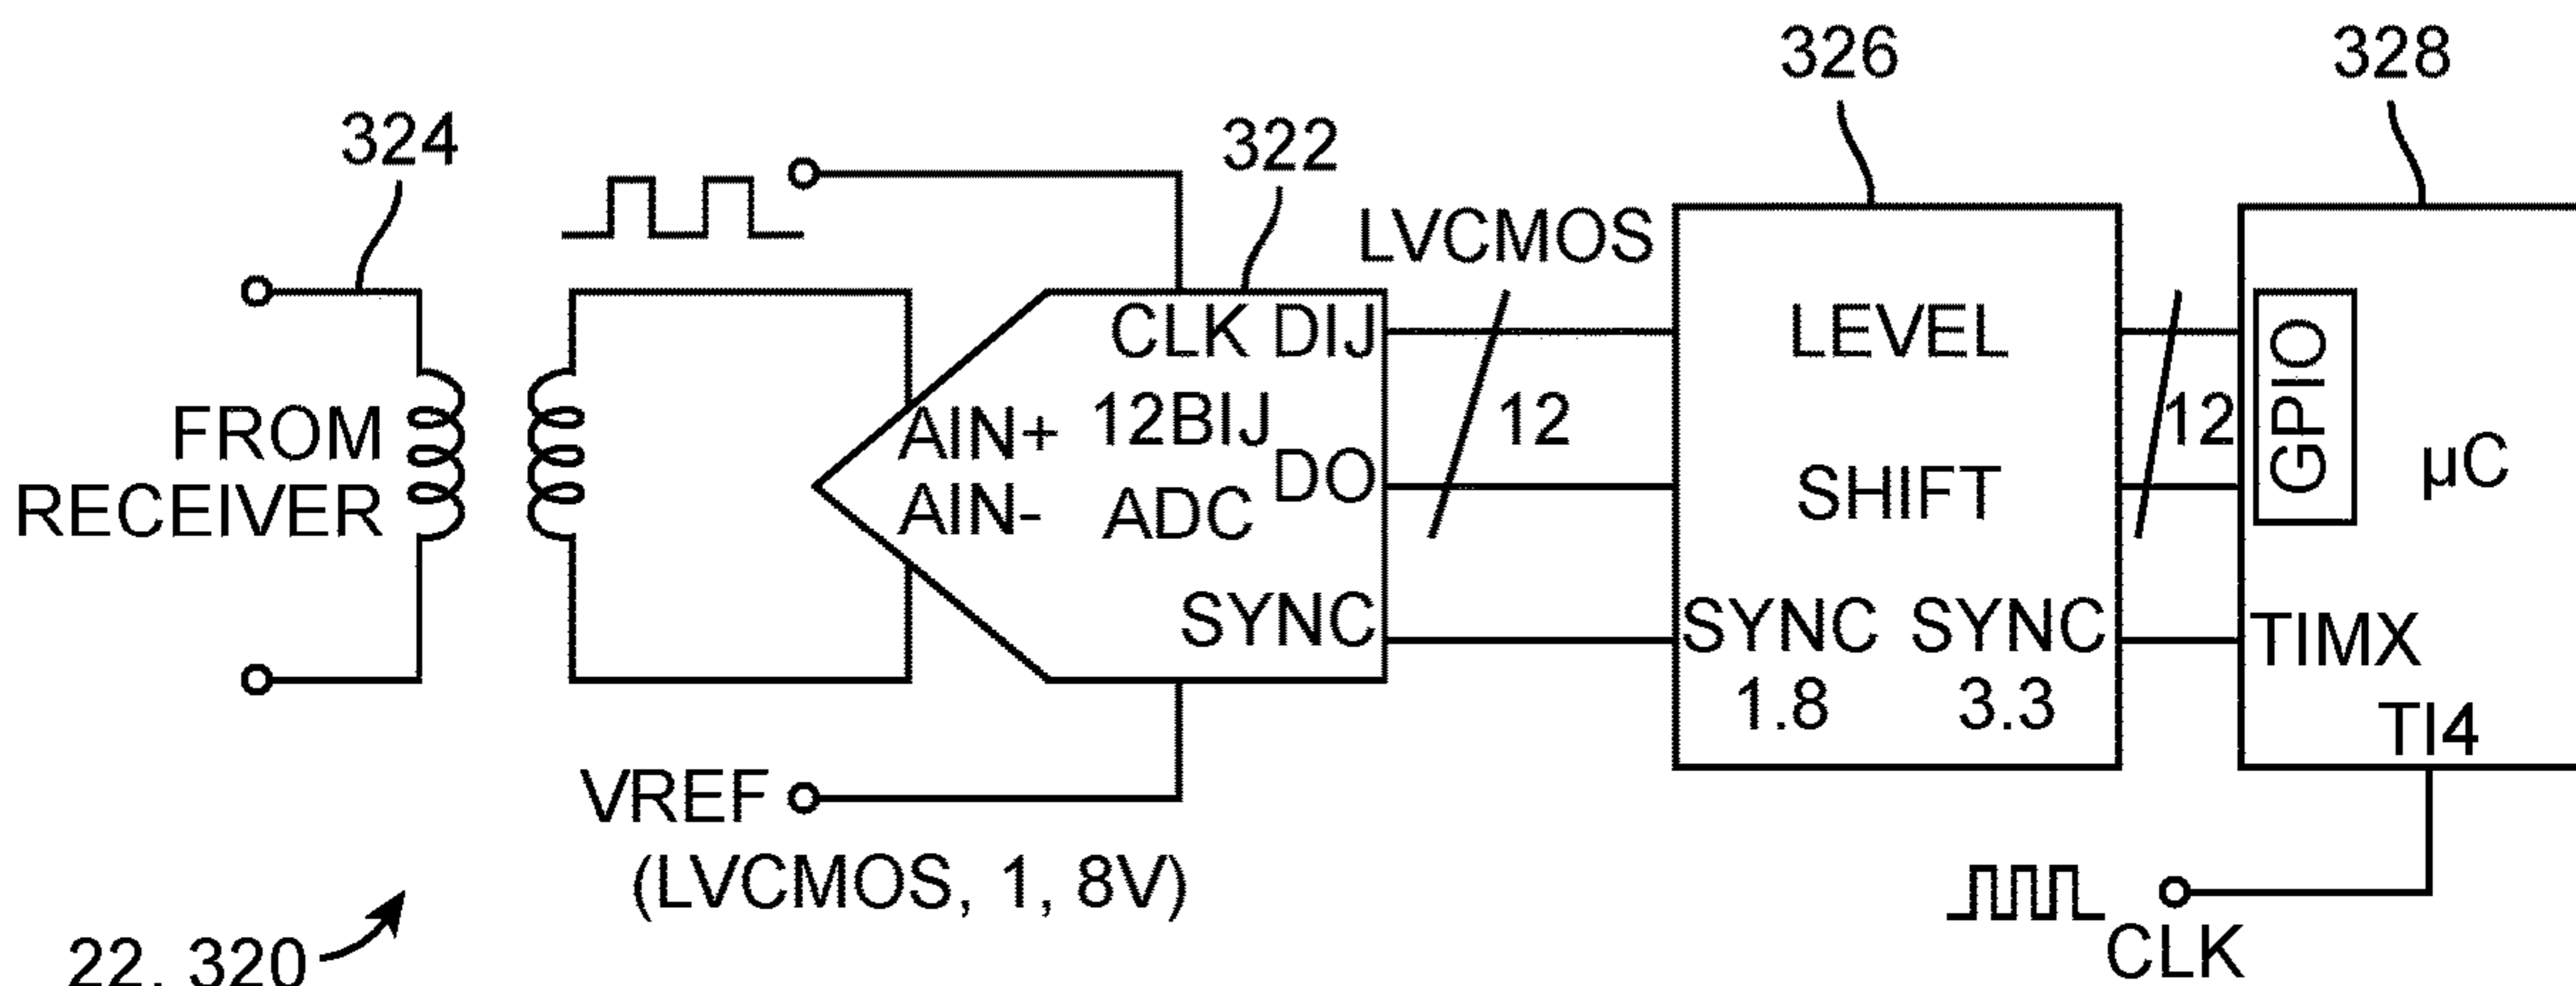 324
322
326
328
FROM
RECEIVER
CLK DIJ
AIN+ 12BIJ
AIN- ADC
DO
SYNC
LVCMOS
12
LEVEL
SHIFT
SYNC SYNC
1.8 3.3
12
GPIO
µC
TIMX
TI4
VREF
(LVCMOS, 1, 8V)
CLK
22, 320